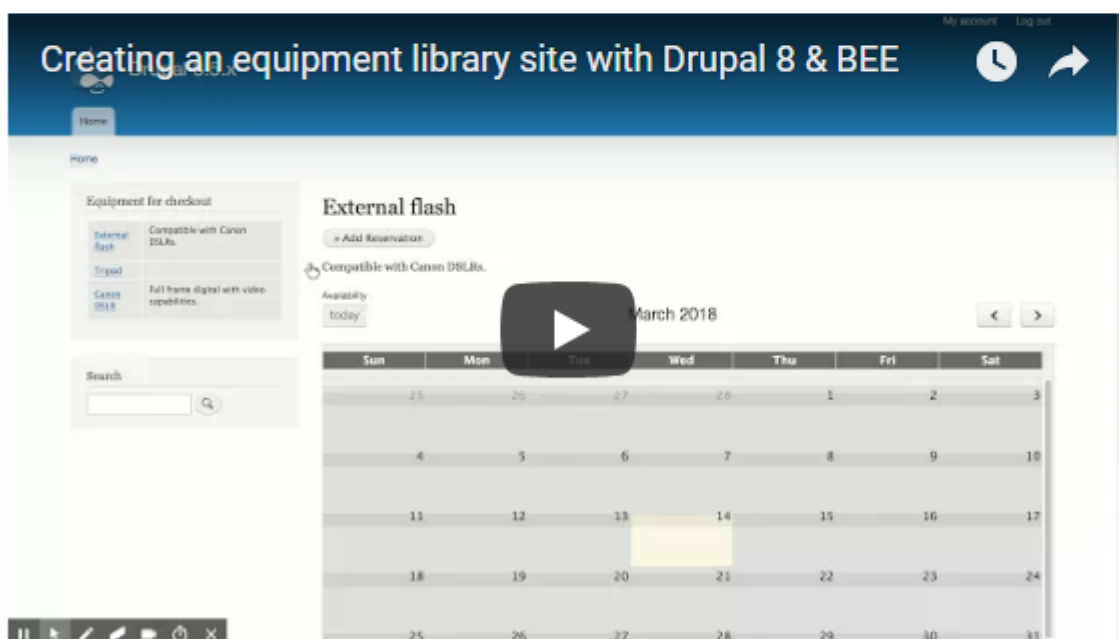 My account Log out
Creating an equipment library site with Drupal 8 & BEE
Drupal 8.5.x
Home
Home
Equipment for checkout
External flash
Compatible with Canon DSLRs.
Tripod
Canon DSLR
Full frame digital with video capabilities.
Search
External flash
+ Add Reservation
Compatible with Canon DSLRs.
Availability
today
March 2018
< >
Sun Mon Tue Wed Thu Fri Sat
25 26 27 28 1 2 3
4 5 6 7 8 9 10
11 12 13 14 15 16 17
18 19 20 21 22 23 24
25 26 27 28 29 30 31